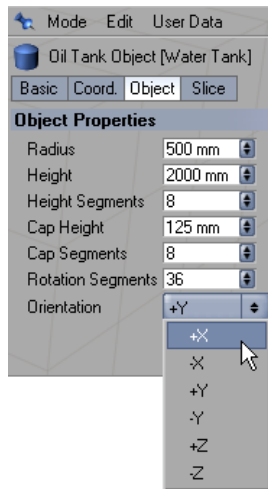 Mode Edit User Data
Oil Tank Object [Water Tank]
Basic Coord. Object Slice
Object Properties
Radius 500 mm
Height 2000 mm
Height Segments 8
Cap Height 125 mm
Cap Segments 8
Rotation Segments 36
Orientation +Y
+X
-X
+Y
-Y
+Z
-Z